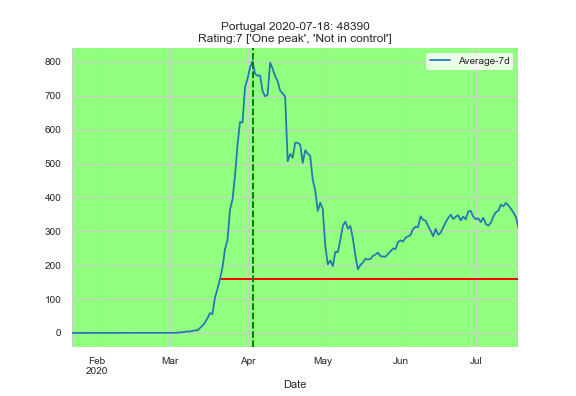 Portugal 2020-07-18: 48390
Rating:7 ['One peak', 'Not in control']
Average-7d
800
700
600
500
400
300
200
100
0
Feb
2020
Mar
Apr
May
Jun
Jul
Date